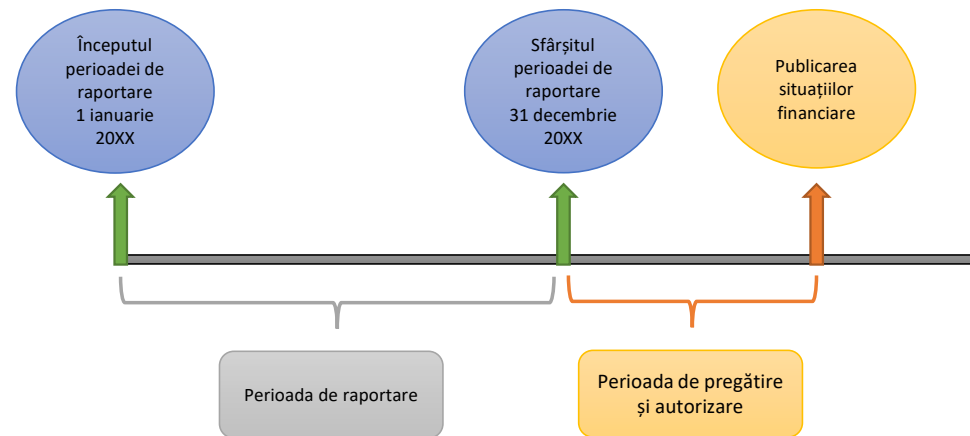 Începutul
perioadei de
raportare
1 ianuarie
20XX
Sfârșitul
perioadei de
raportare
31 decembrie
20XX
Publicarea
situațiilor
financiare
Perioada de raportare
Perioada de pregătire
și autorizare